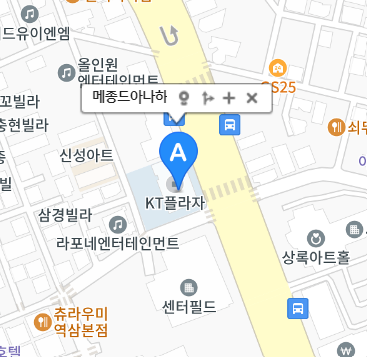 드유이엔엠
올인원
엔터테인먼트
메종드아나하
GS25
꼬빌라
충현빌라
신성아트
A
KT플라자
삼경빌라
라포네엔터테인먼트
상록아트홀
센터필드
츄라우미
역삼본점
호텔